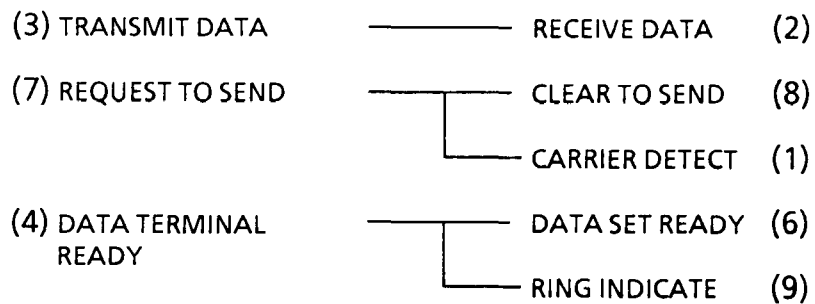 (3) TRANSMIT DATA RECEIVE DATA (2)
(7) REQUEST TO SEND CLEAR TO SEND (8)
CARRIER DETECT (1)
(4) DATA TERMINAL DATA SET READY (6)
READY
RING INDICATE (9)